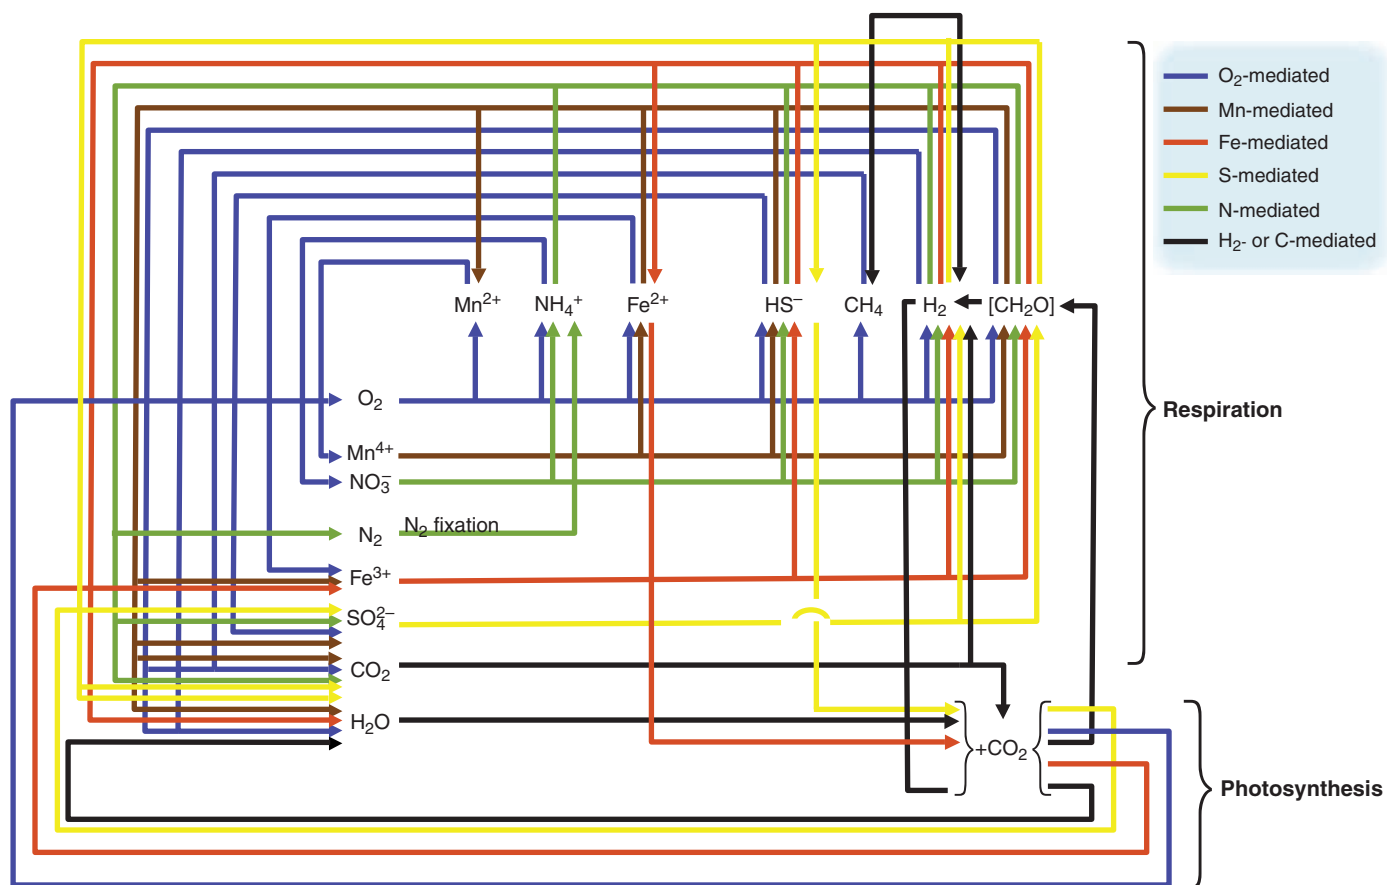 O₂-mediated
Mn-mediated
Fe-mediated
S-mediated
N-mediated
H₂- or C-mediated
Mn²⁺ NH₄⁺ Fe²⁺ HS⁻ CH₄ H₂ [CH₂O]
O₂
Respiration
Mn⁴⁺
NO₃⁻
N₂ N₂ fixation
Fe³⁺
SO₄²⁻
CO₂
H₂O
+CO₂
Photosynthesis